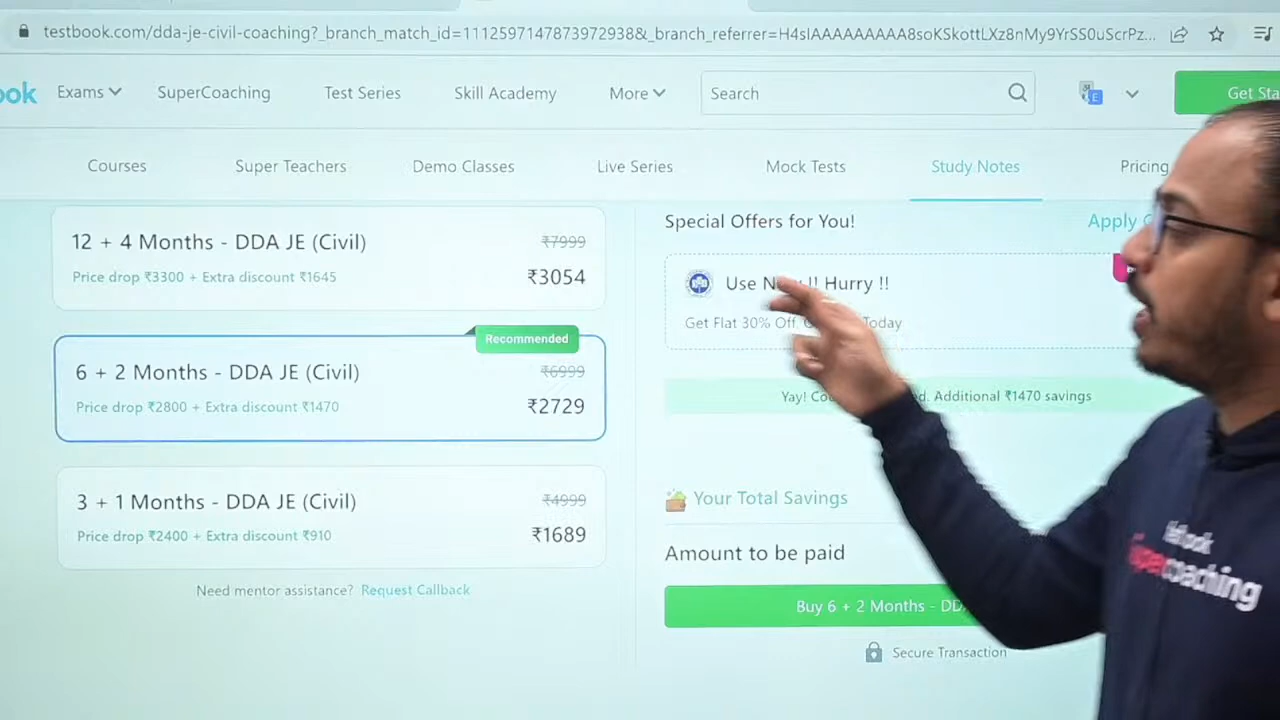 testbook.com/dda-je-civil-coaching?_branch_match_id=1112597147873972938&_branch_referrer=H4sIAAAAAAAAA8soKSkottLXz8nMy9YrSS0uScrPz...
ook Exams SuperCoaching Test Series Skill Academy More Search E Get Sta
Courses Super Teachers Demo Classes Live Series Mock Tests Study Notes Pricing
12 + 4 Months - DDA JE (Civil) ₹7999
Price drop ₹3300 + Extra discount ₹1645 ₹3054
Recommended
6 + 2 Months - DDA JE (Civil) ₹6999
Price drop ₹2800 + Extra discount ₹1470 ₹2729
3 + 1 Months - DDA JE (Civil) ₹4999
Price drop ₹2400 + Extra discount ₹910 ₹1689
Need mentor assistance? Request Callback
Special Offers for You! Apply
Use !! Hurry !!
Get Flat 30% Off, Today
Yay! d. Additional ₹1470 savings
Your Total Savings
Amount to be paid
Buy 6 + 2 Months - DD
Secure Transaction
testbook
supercoaching